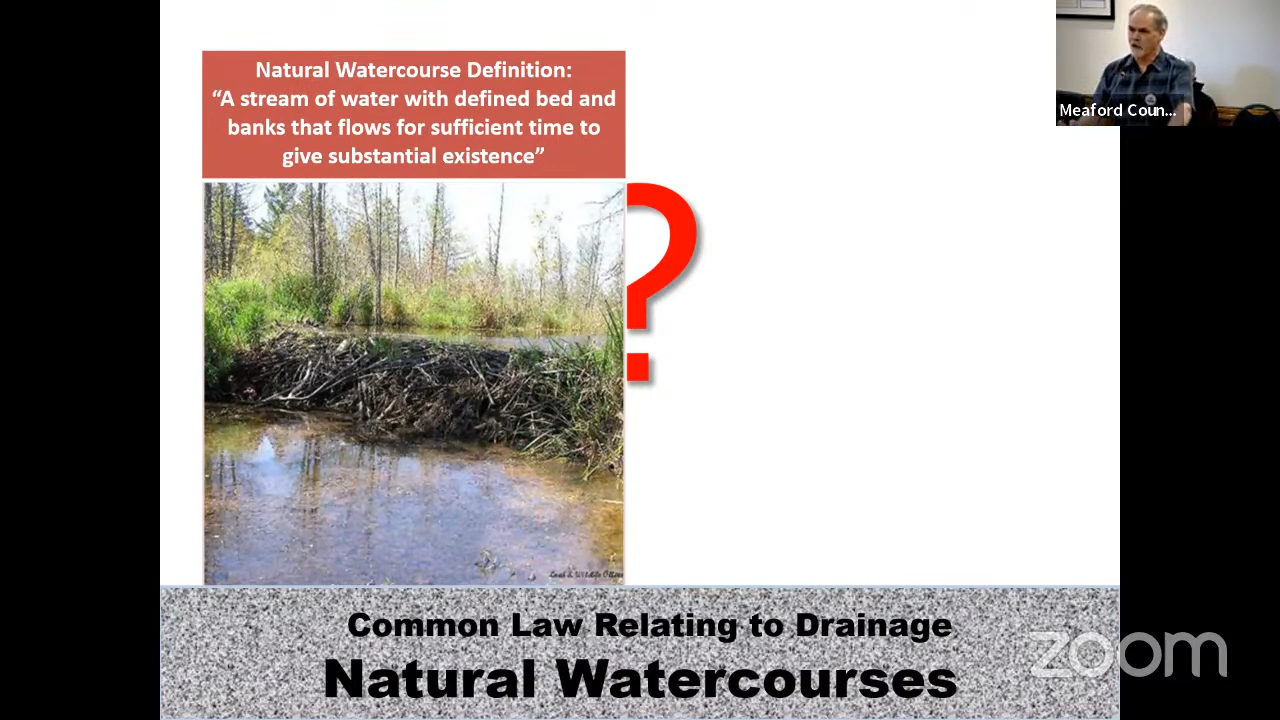 Natural Watercourse Definition:
“A stream of water with defined bed and
banks that flows for sufficient time to
give substantial existence”
?
Meaford Coun...
Common Law Relating to Drainage
Natural Watercourses
zoom